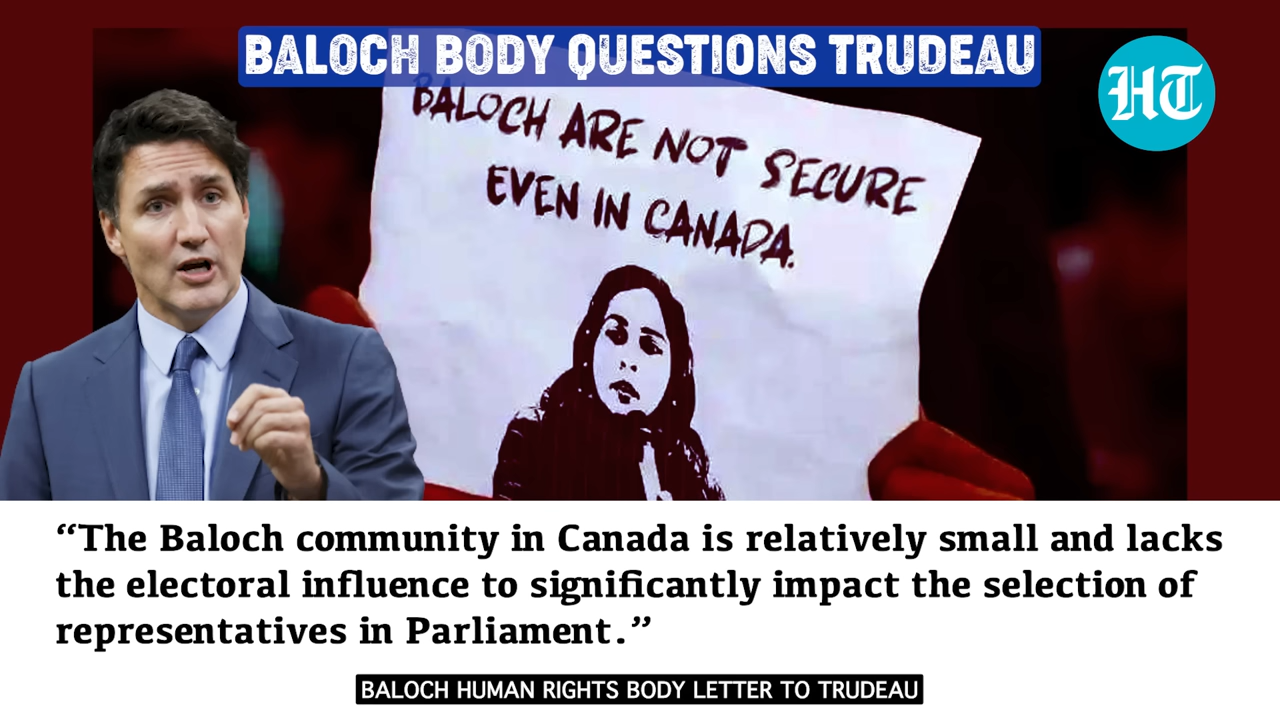 BALOCH BODY QUESTIONS TRUDEAU
HT
BALOCH ARE NOT SECURE
EVEN IN CANADA.
“The Baloch community in Canada is relatively small and lacks
the electoral influence to significantly impact the selection of
representatives in Parliament.”
BALOCH HUMAN RIGHTS BODY LETTER TO TRUDEAU